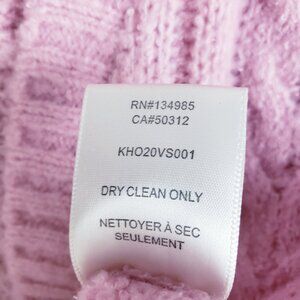 RN#134985
CA#50312
KHO20VS001
DRY CLEAN ONLY
NETTOYER À SEC
SEULEMENT